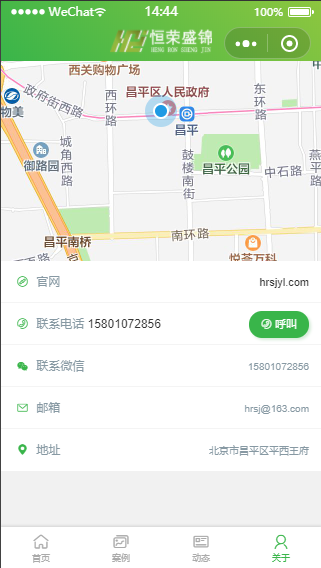 WeChat
14:44
100%
恒荣盛锦
HENG RON SHENG JIN
西关购物广场
政府街西路
西环路
昌平区人民政府
东环路
物美
昌平
城角西路
御路园
鼓楼南街
昌平公园
中石路
燕平路
昌平南桥
南环路
悦荟万科
官网
hrsjyl.com
联系电话 15801072856
呼叫
联系微信
15801072856
邮箱
hrsj@163.com
地址
北京市昌平区平西王府
首页
案例
动态
关于